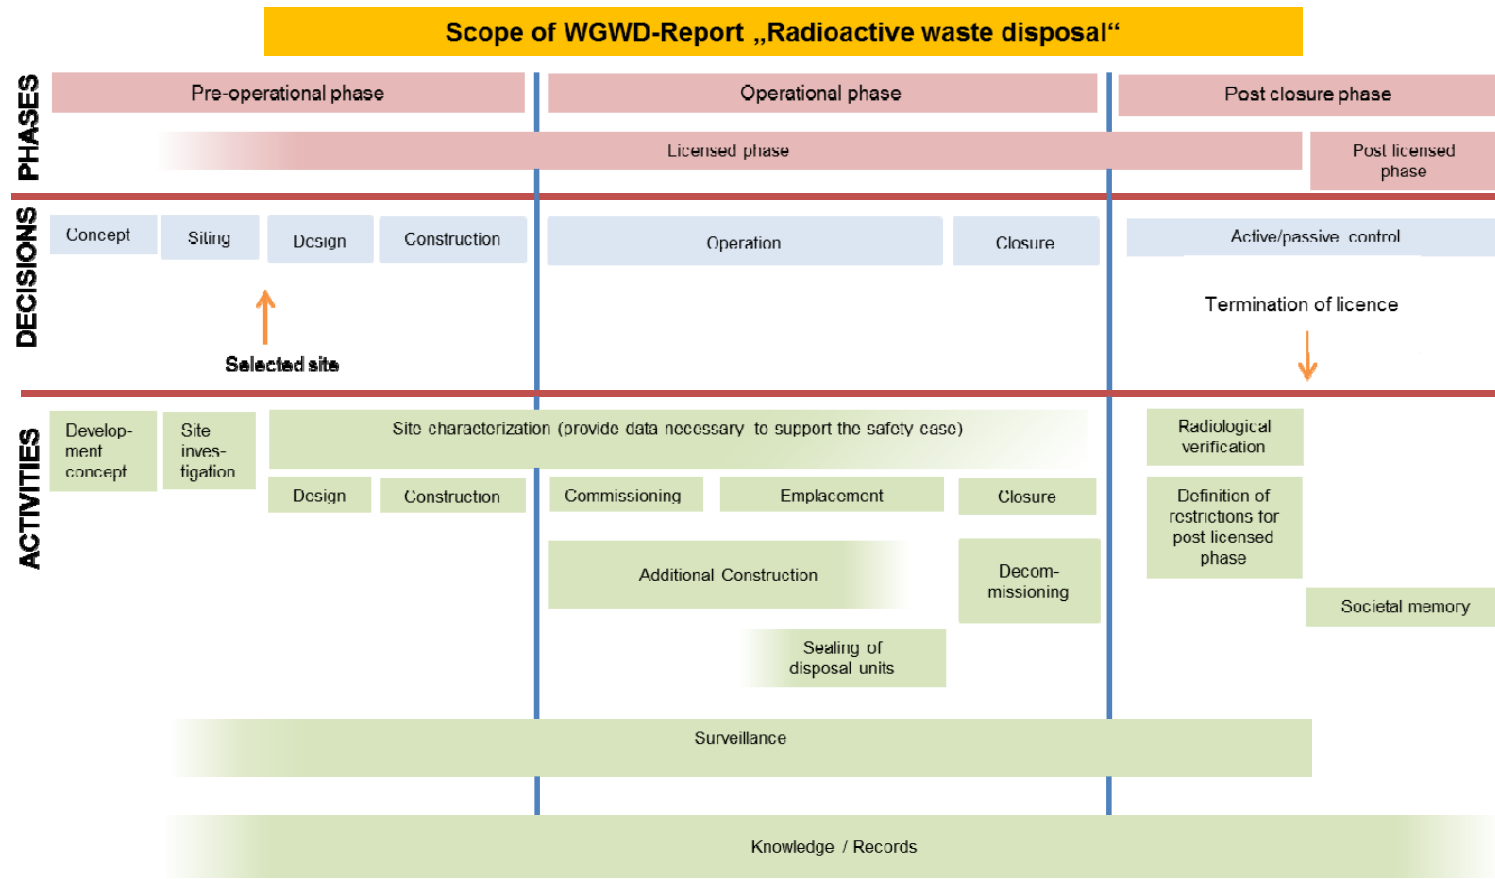 Scope of WGWD-Report „Radioactive waste disposal“
PHASES
Pre-operational phase
Operational phase
Post closure phase
Licensed phase
Post licensed
phase
DECISIONS
Concept
Siting
Design
Construction
Operation
Closure
Active/passive control
Selected site
Termination of licence
ACTIVITIES
Develop-
ment
concept
Site
inves-
tigation
Site characterization (provide data necessary to support the safety case)
Radiological
verification
Design
Construction
Commissioning
Emplacement
Closure
Definition of
restrictions for
post licensed
phase
Additional Construction
Decom-
missioning
Societal memory
Sealing of
disposal units
Surveillance
Knowledge / Records